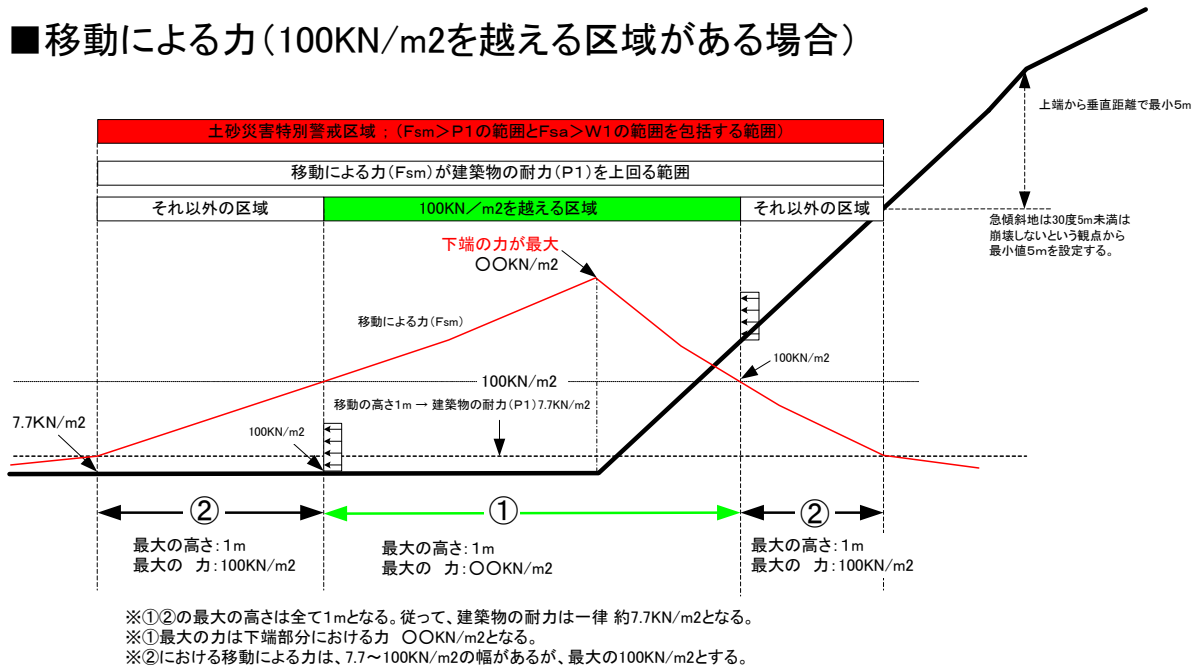 ■移動による力（100KN/m2を越える区域がある場合）
上端から垂直距離で最小5m
土砂災害特別警戒区域 ：（Fsm＞P1の範囲とFsa＞W1の範囲を包括する範囲）
移動による力（Fsm）が建築物の耐力（P1）を上回る範囲
それ以外の区域
100KN／m2を越える区域
それ以外の区域
急傾斜地は30度5m未満は
崩壊しないという観点から
最小値5mを設定する。
下端の力が最大
〇〇KN/m2
移動による力（Fsm）
100KN/m2
100KN/m2
移動の高さ1m → 建築物の耐力（P1）7.7KN/m2
7.7KN/m2
100KN/m2
②
①
②
最大の高さ：1m
最大の　力：100KN/m2
最大の高さ：1m
最大の　力：〇〇KN/m2
最大の高さ：1m
最大の　力：100KN/m2
※①②の最大の高さは全て1mとなる。従って、建築物の耐力は一律 約7.7KN/m2となる。
※①最大の力は下端部分における力　〇〇KN/m2となる。
※②における移動による力は、7.7～100KN/m2の幅があるが、最大の100KN/m2とする。